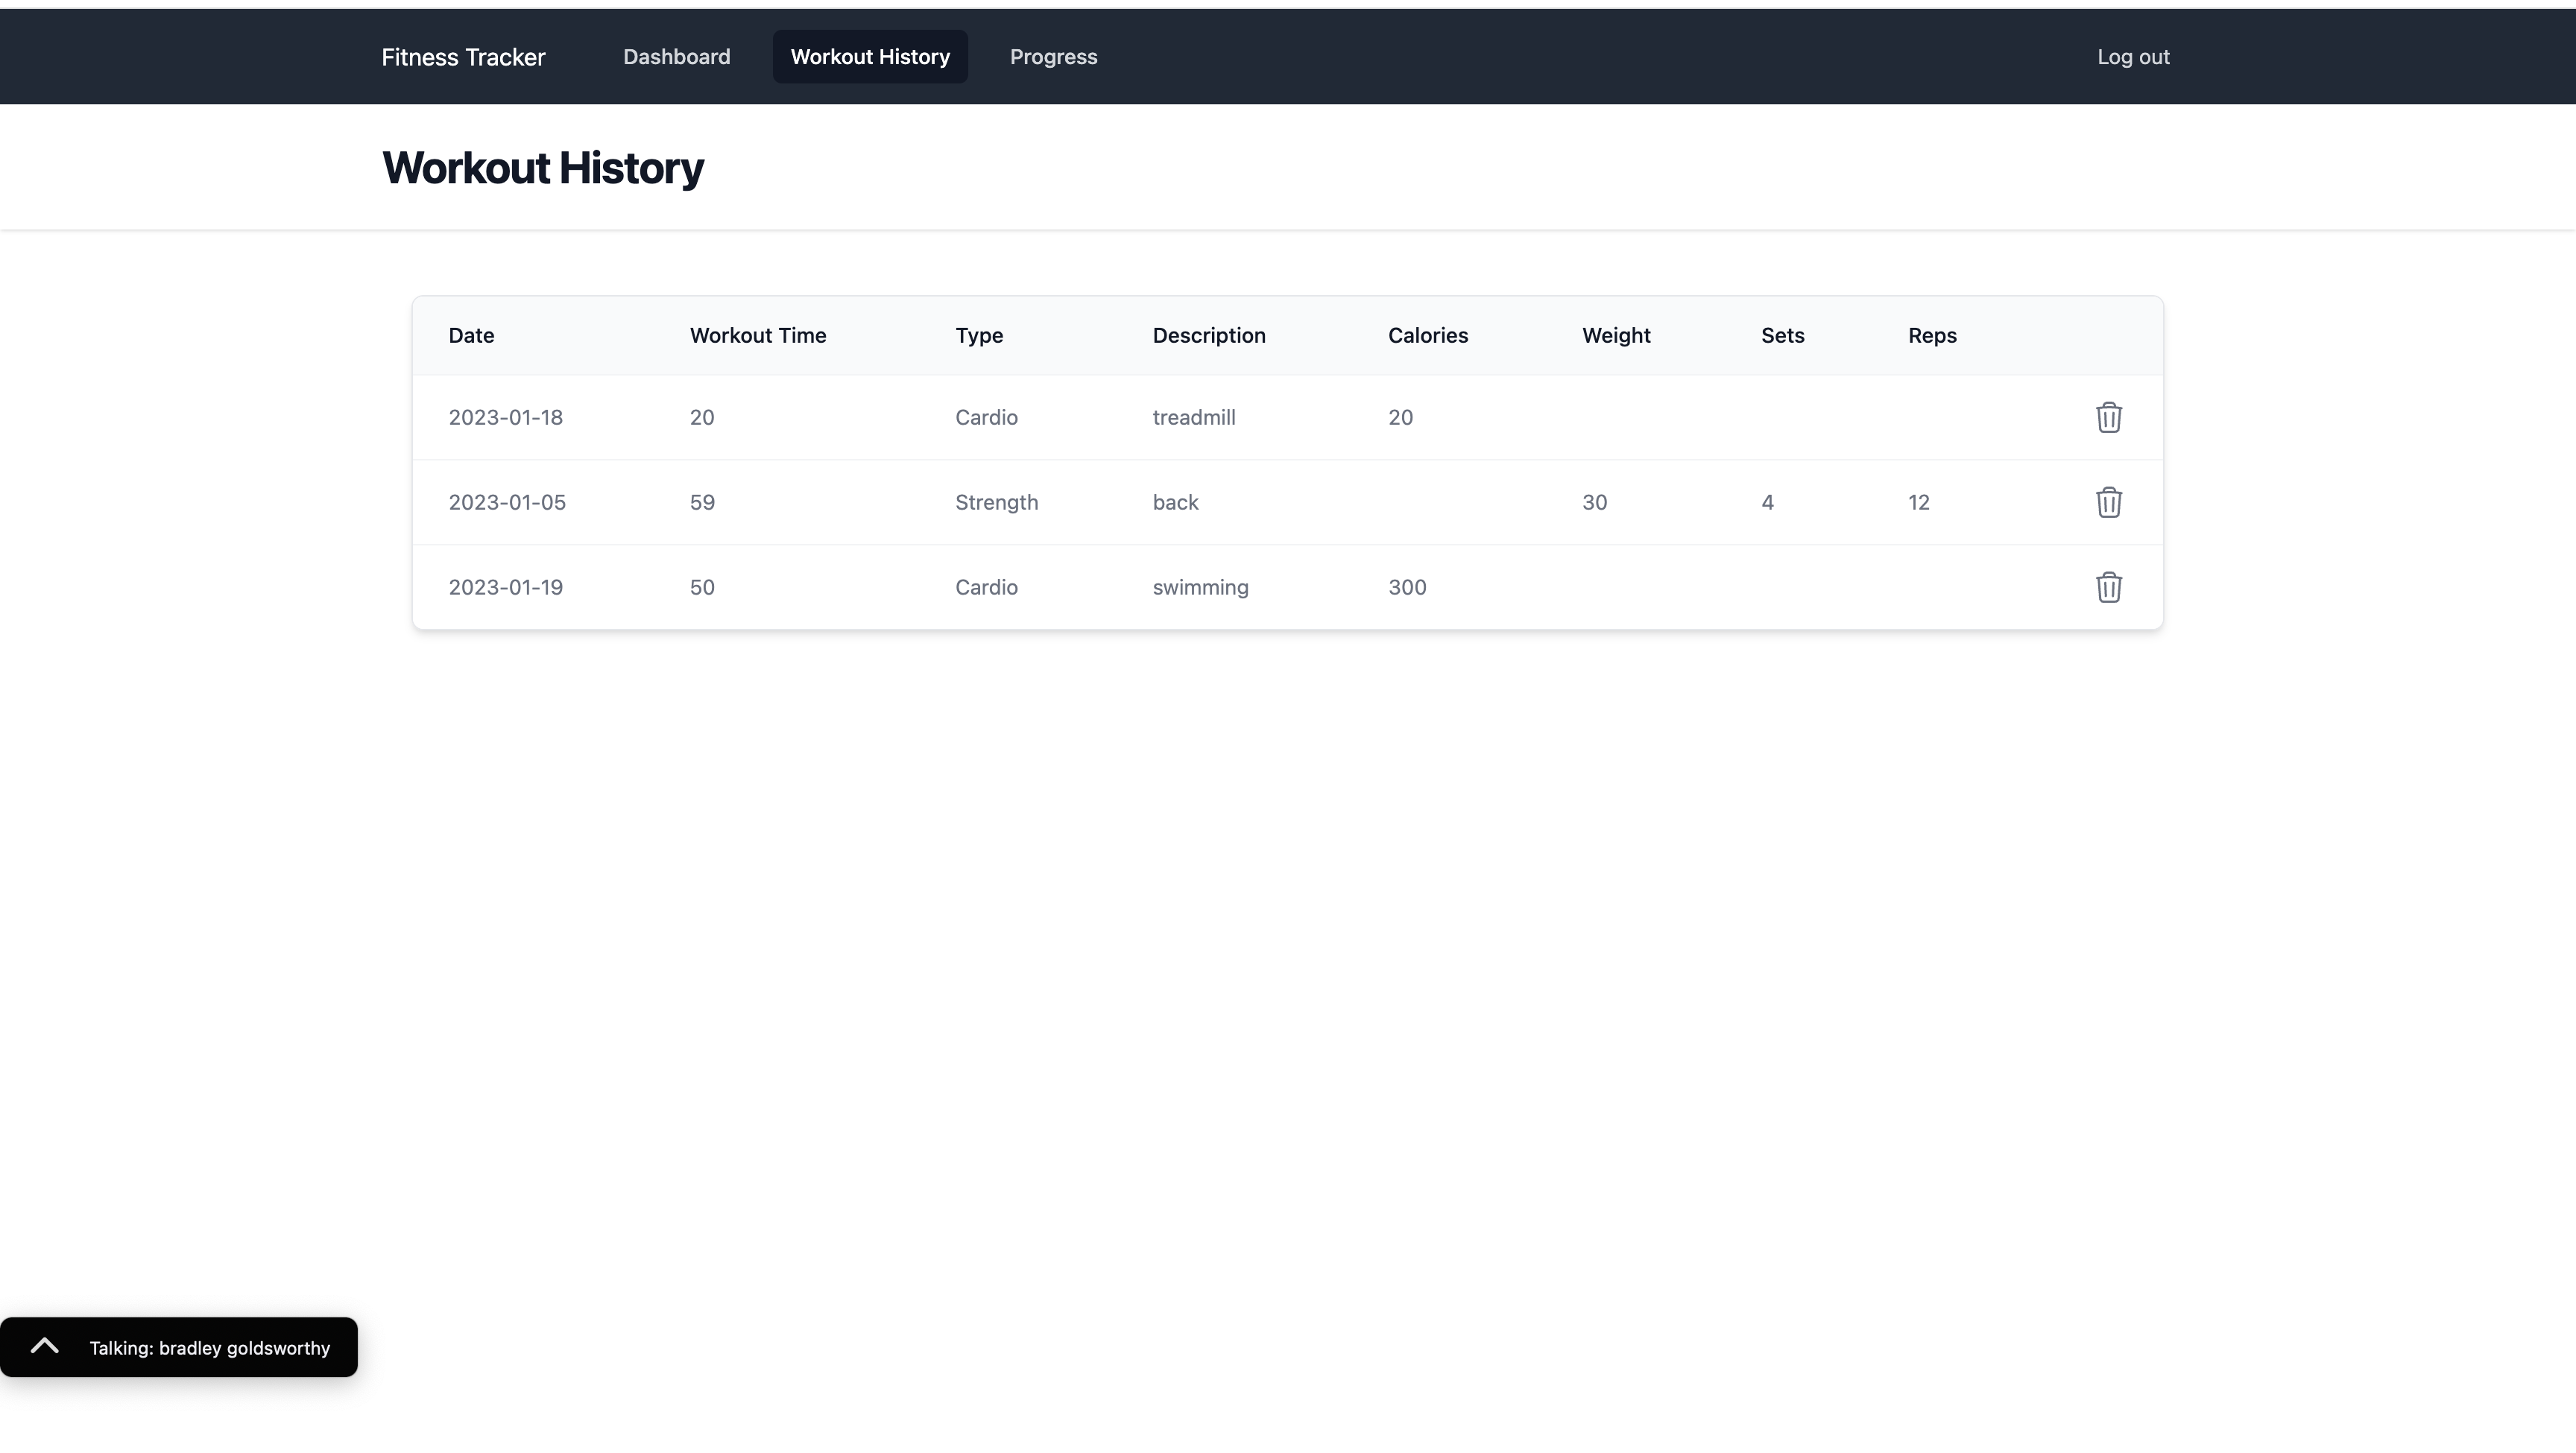 Fitness Tracker Dashboard Workout History Progress Log out
Workout History
Date Workout Time Type Description Calories Weight Sets Reps
2023-01-18 20 Cardio treadmill 20
2023-01-05 59 Strength back 30 4 12
2023-01-19 50 Cardio swimming 300
Talking: bradley goldsworthy